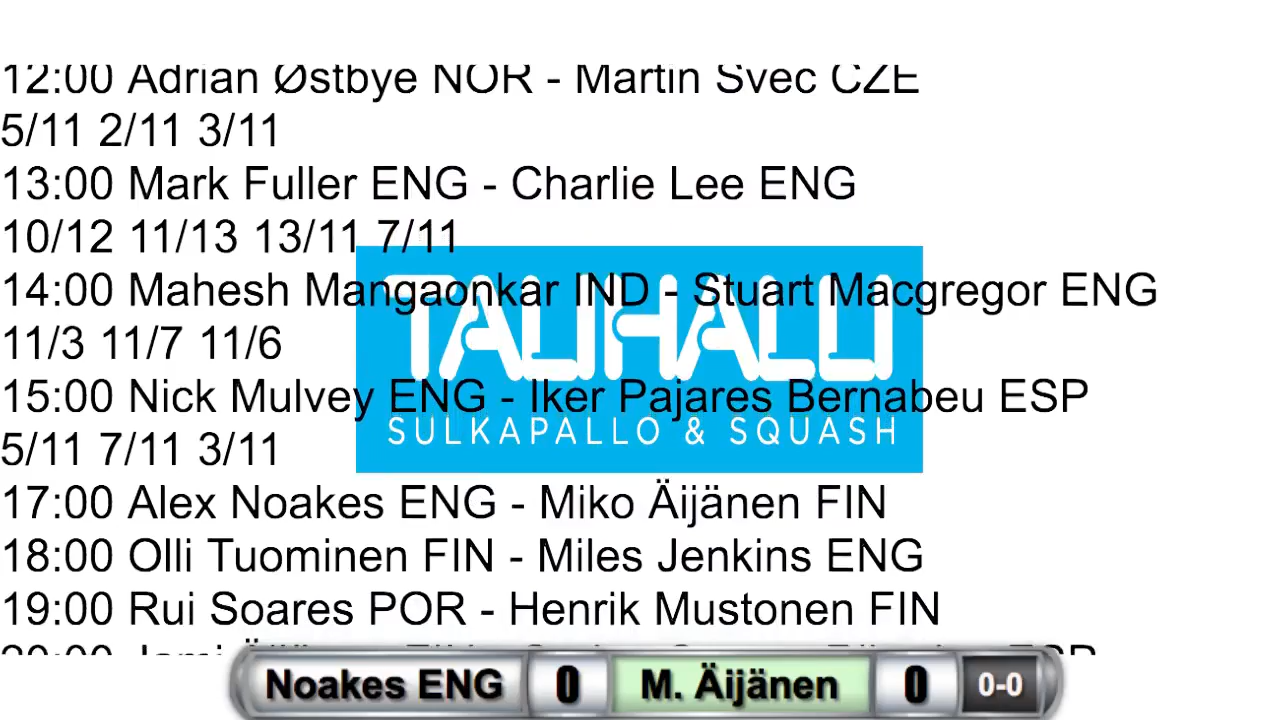 12:00 Adrian Østbye NOR - Martin Svec CZE
5/11 2/11 3/11
13:00 Mark Fuller ENG - Charlie Lee ENG
10/12 11/13 13/11 7/11
14:00 Mahesh Mangaonkar IND - Stuart Macgregor ENG
11/3 11/7 11/6
TALIHALLI
15:00 Nick Mulvey ENG - Iker Pajares Bernabeu ESP
SULKAPALLO & SQUASH
5/11 7/11 3/11
17:00 Alex Noakes ENG - Miko Äijänen FIN
18:00 Olli Tuominen FIN - Miles Jenkins ENG
19:00 Rui Soares POR - Henrik Mustonen FIN
Noakes ENG 0 M. Äijänen 0 0-0